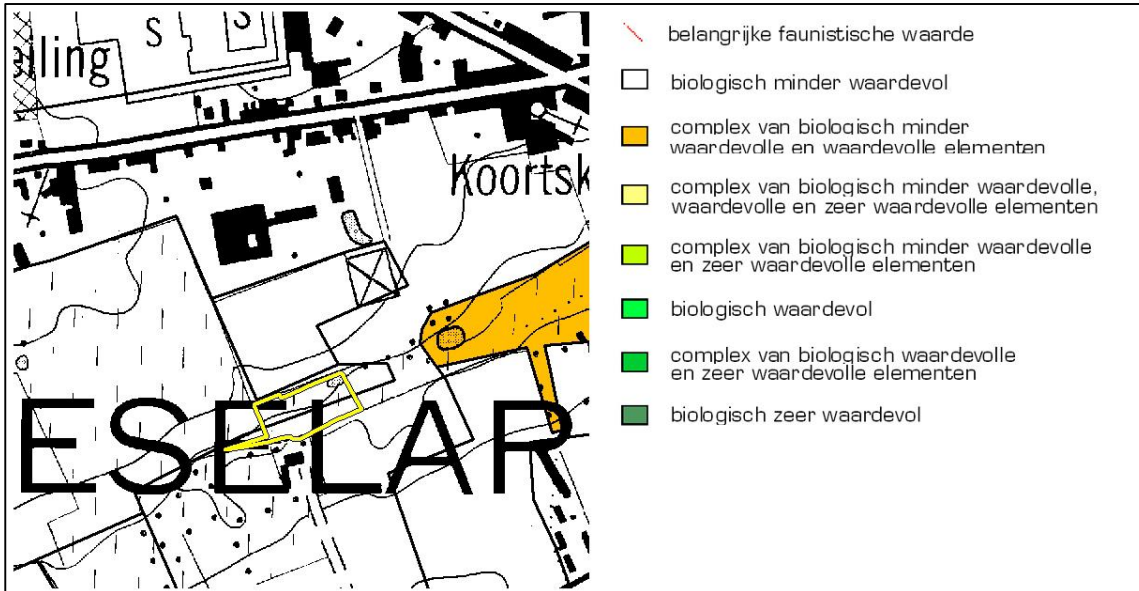 eiling
S
S
Koortsk
ESELAR
belangrijke faunistische waarde
biologisch minder waardevol
complex van biologisch minder
waardevolle en waardevolle elementen
complex van biologisch minder waardevolle,
waardevolle en zeer waardevolle elementen
complex van biologisch minder waardevolle
en zeer waardevolle elementen
biologisch waardevol
complex van biologisch waardevolle
en zeer waardevolle elementen
biologisch zeer waardevol